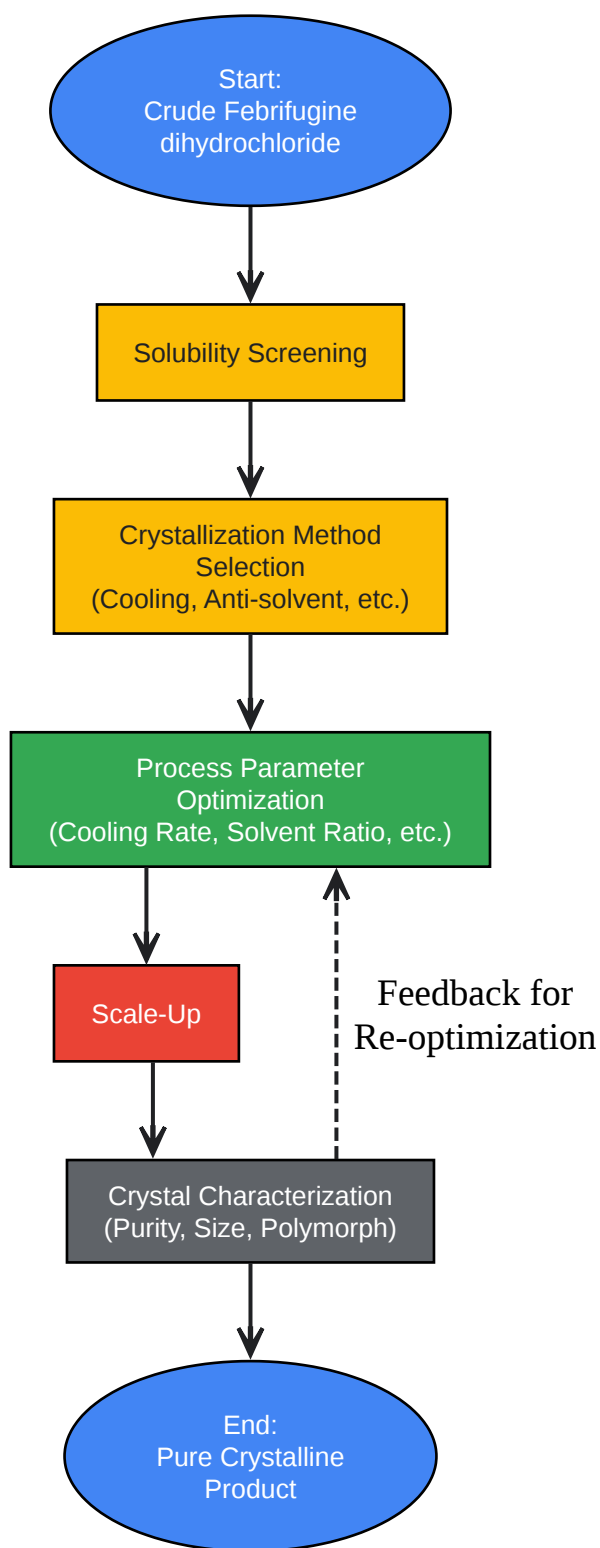 Start:
Crude Febrifugine
dihydrochloride
Solubility Screening
Crystallization Method
Selection
(Cooling, Anti-solvent, etc.)
Process Parameter
Optimization
(Cooling Rate, Solvent Ratio, etc.)
Scale-Up
Feedback for
Re-optimization
Crystal Characterization
(Purity, Size, Polymorph)
End:
Pure Crystalline
Product